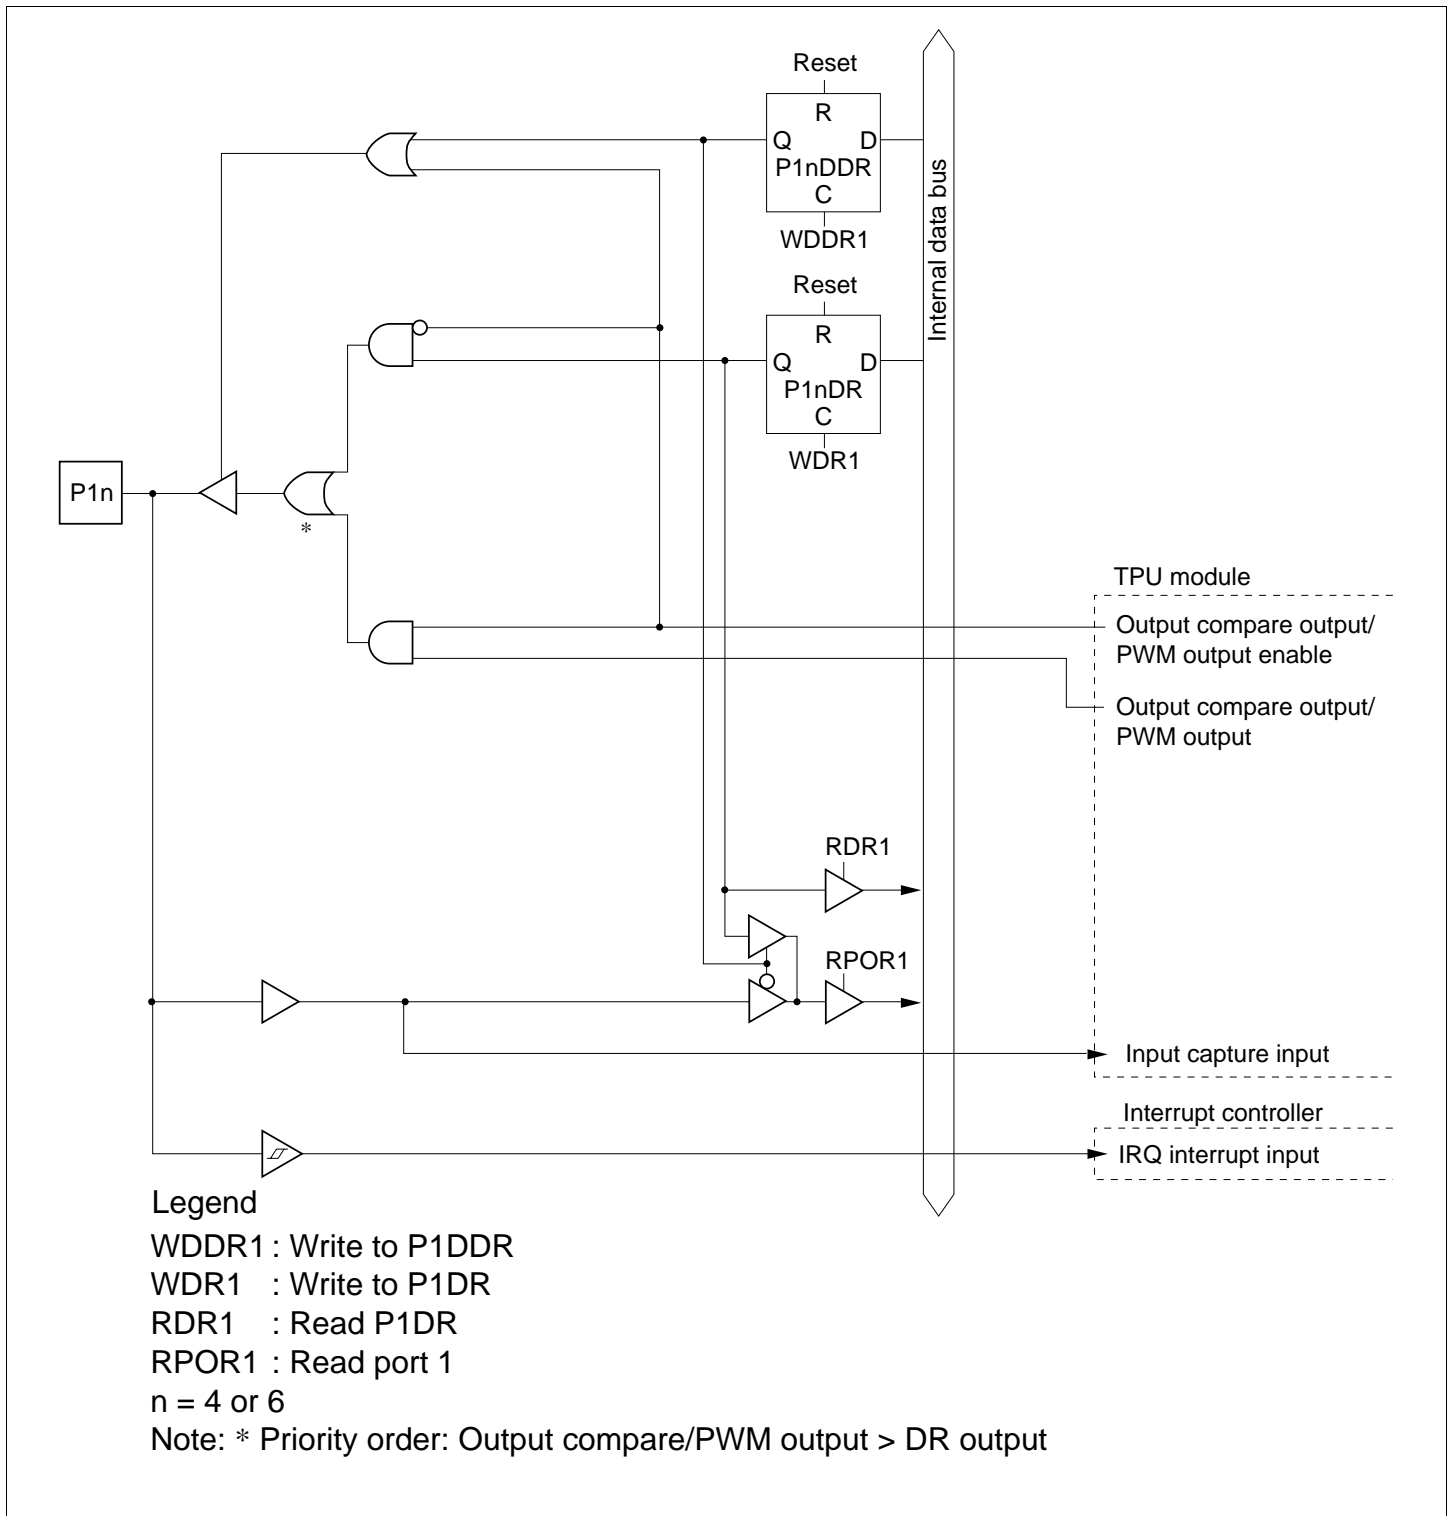 Reset
R
Q D
P1nDDR
C
WDDR1
Internal data bus
Reset
R
Q D
P1nDR
C
WDR1
P1n
*
TPU module
Output compare output/
PWM output enable
Output compare output/
PWM output
RDR1
RPOR1
Input capture input
Interrupt controller
IRQ interrupt input
Legend
WDDR1 : Write to P1DDR
WDR1 : Write to P1DR
RDR1 : Read P1DR
RPOR1 : Read port 1
n = 4 or 6
Note: * Priority order: Output compare/PWM output > DR output